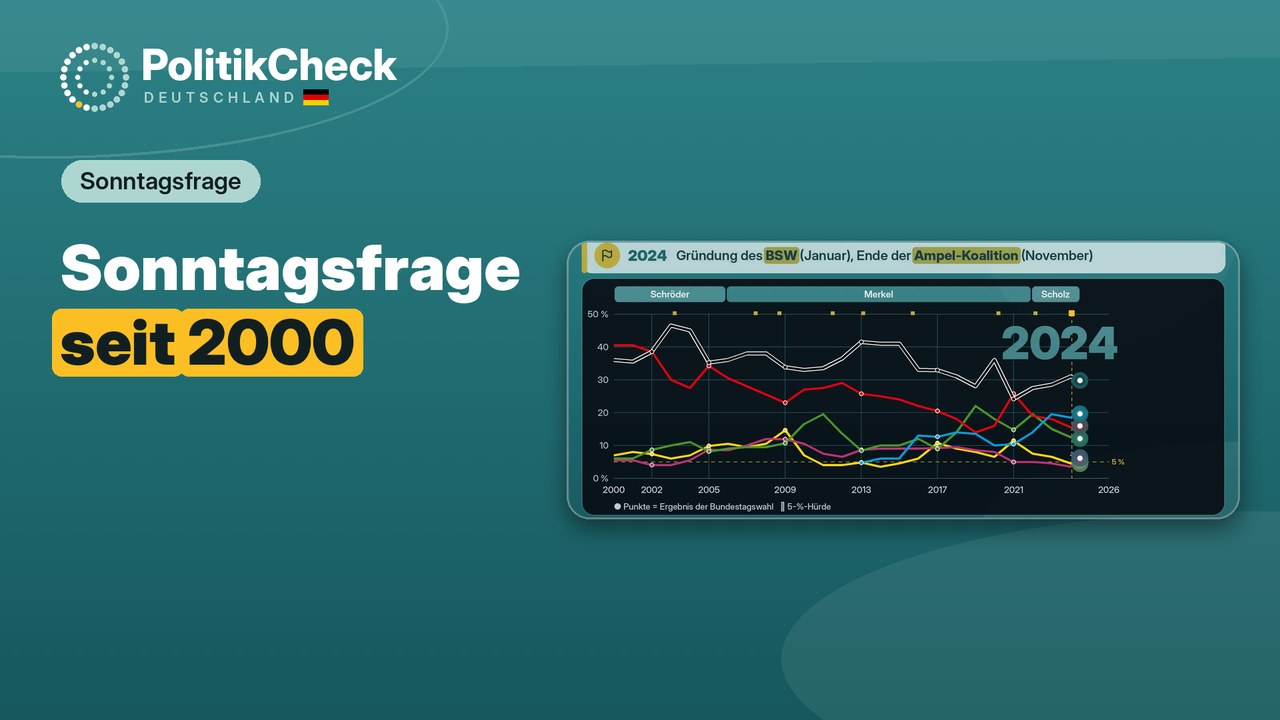 PolitikCheck
DEUTSCHLAND
Sonntagsfrage
Sonntagsfrage
seit 2000
2024 Gründung des BSW (Januar), Ende der Ampel-Koalition (November)
Schröder Merkel Scholz
50 %
2024
40
30
20
10
5 %
0 %
2000 2002 2005 2009 2013 2017 2021 2026
Punkte = Ergebnis der Bundestagswahl 5-%-Hürde